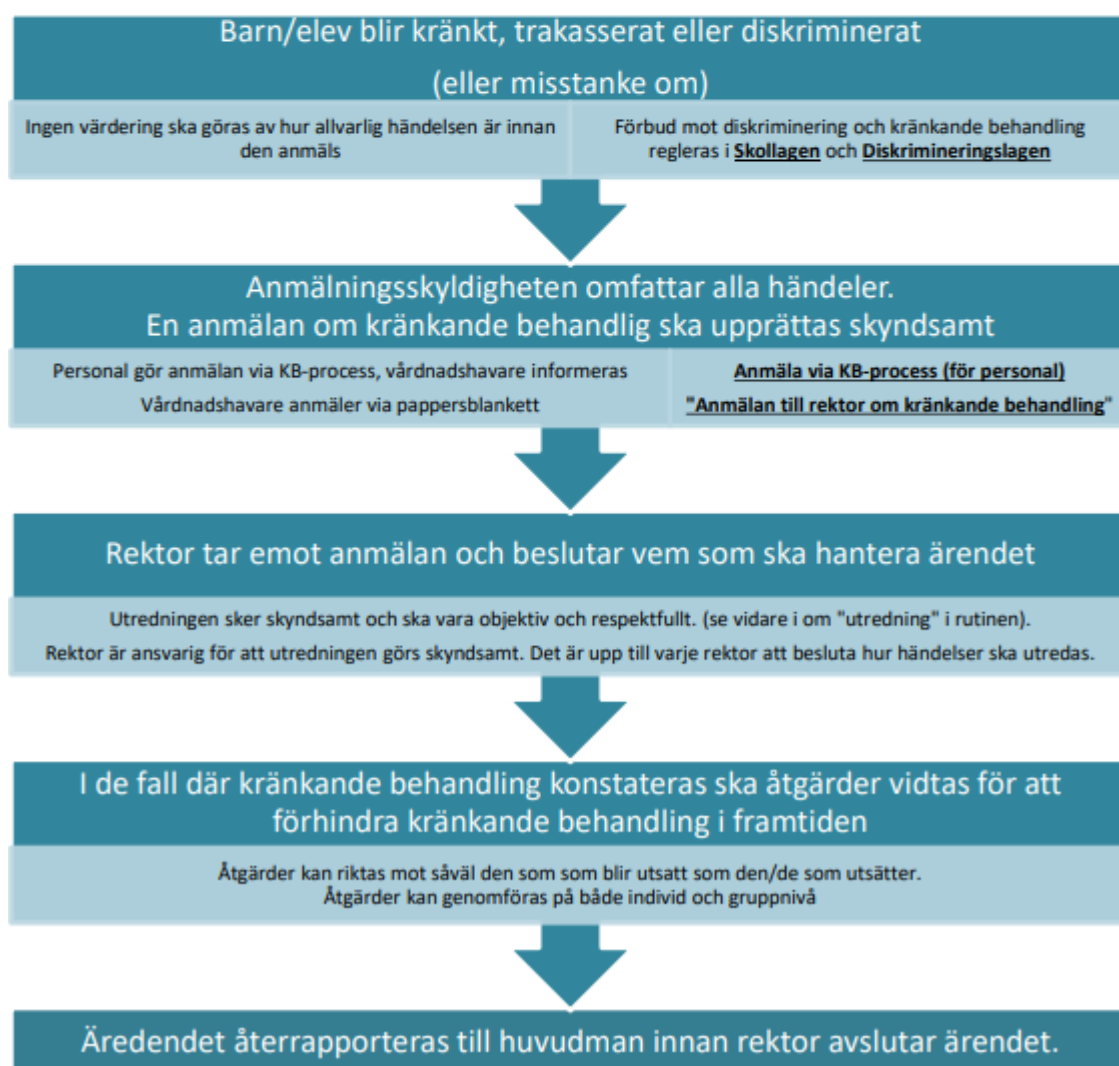 Barn/elev blir kränkt, trakasserat eller diskriminerat
(eller misstanke om)
Ingen värdering ska göras av hur allvarlig händelsen är innan
den anmäls
Förbud mot diskriminering och kränkande behandling
regleras i Skollagen och Diskrimineringslagen
Anmälningsskyldigheten omfattar alla händeler.
En anmälan om kränkande behandlig ska upprättas skyndsamt
Personal gör anmälan via KB-process, vårdnadshavare informeras
Vårdnadshavare anmäler via pappersblankett
Anmäla via KB-process (för personal)
"Anmälan till rektor om kränkande behandling"
Rektor tar emot anmälan och beslutar vem som ska hantera ärendet
Utredningen sker skyndsamt och ska vara objektiv och respektfullt. (se vidare i om "utredning" i rutinen).
Rektor är ansvarig för att utredningen görs skyndsamt. Det är upp till varje rektor att besluta hur händelser ska utredas.
I de fall där kränkande behandling konstateras ska åtgärder vidtas för att
förhindra kränkande behandling i framtiden
Åtgärder kan riktas mot såväl den som som blir utsatt som den/de som utsätter.
Åtgärder kan genomföras på både individ och gruppnivå
Äredendet återrapporteras till huvudman innan rektor avslutar ärendet.